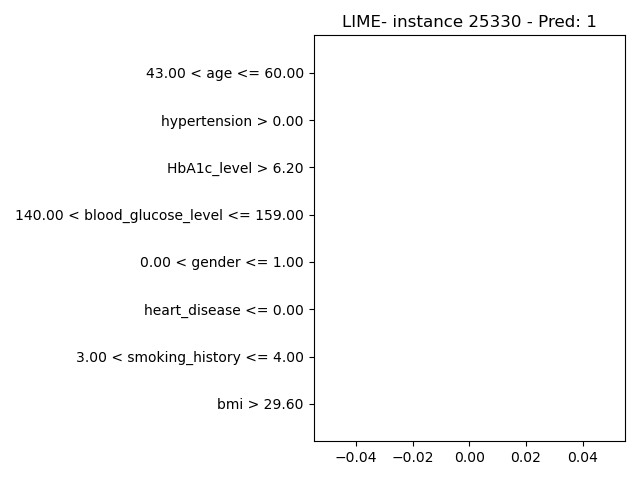 LIME- instance 25330 - Pred: 1
43.00 < age <= 60.00
hypertension > 0.00
HbA1c_level > 6.20
140.00 < blood_glucose_level <= 159.00
0.00 < gender <= 1.00
heart_disease <= 0.00
3.00 < smoking_history <= 4.00
bmi > 29.60
−0.04 −0.02 0.00 0.02 0.04